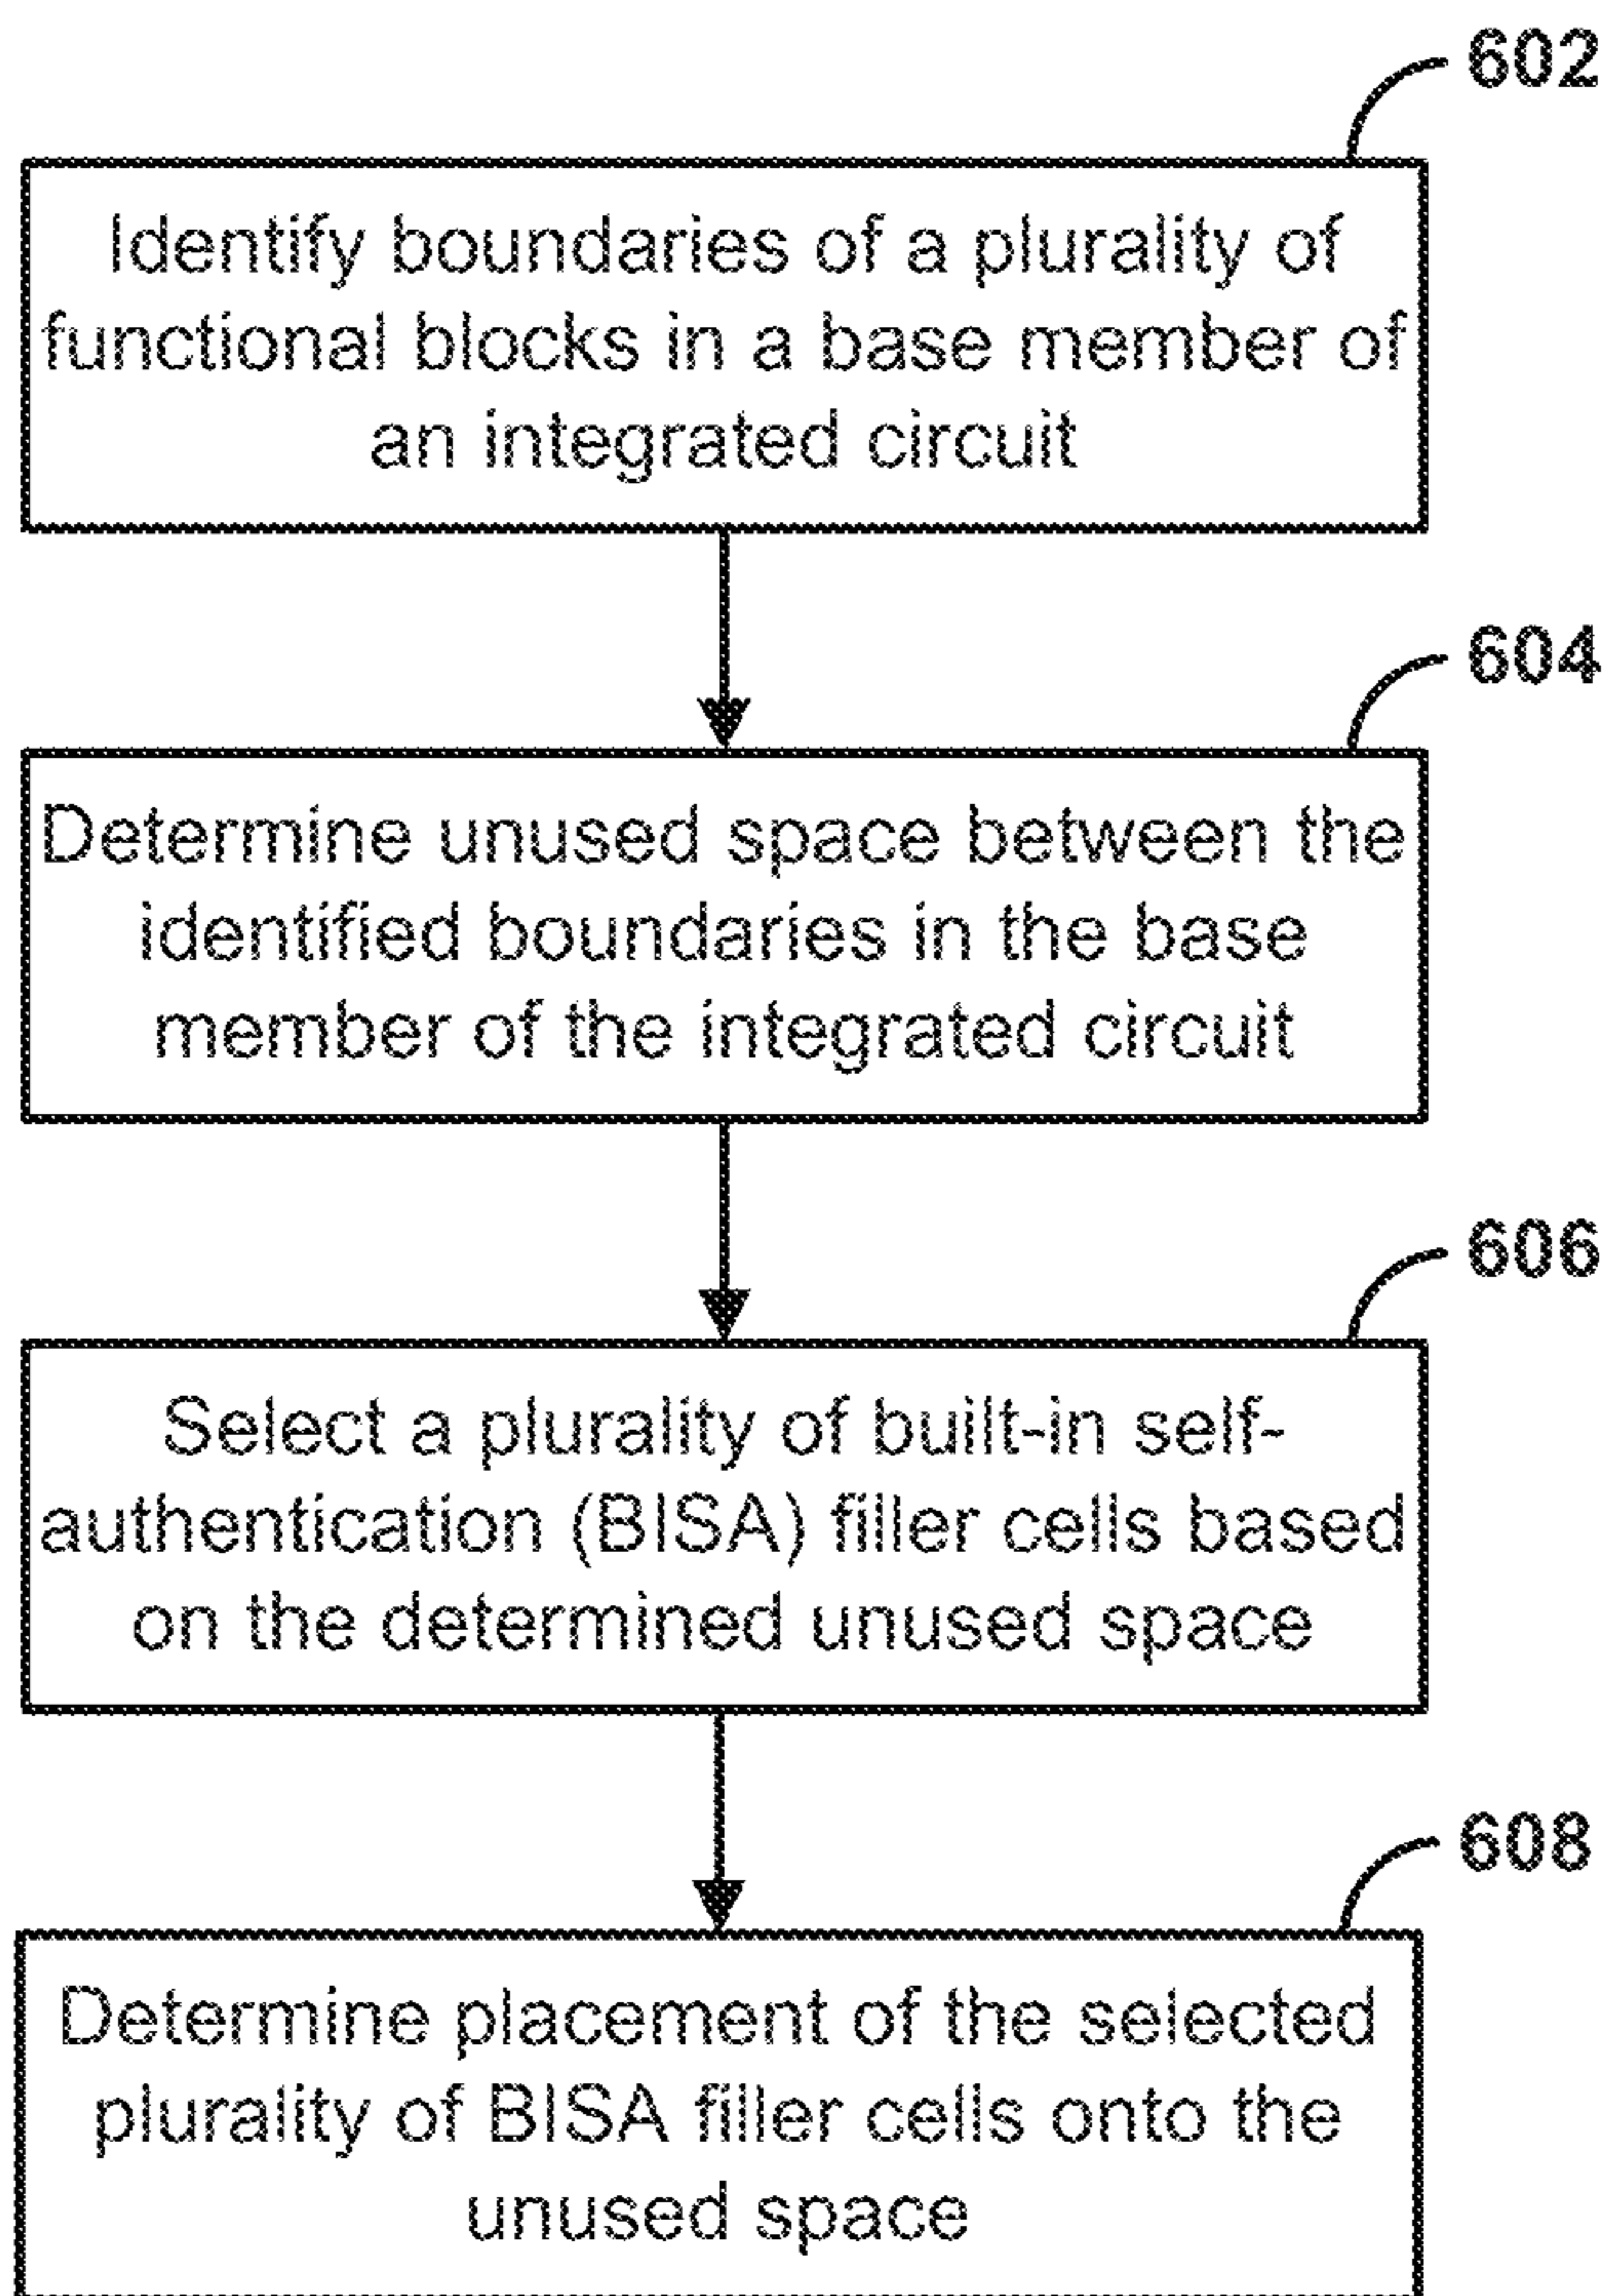 602
Identify boundaries of a plurality of
functional blocks in a base member of
an integrated circuit
604
Determine unused space between the
identified boundaries in the base
member of the integrated circuit
606
Select a plurality of built-in self-
authentication (BISA) filler cells based
on the determined unused space
608
Determine placement of the selected
plurality of BISA filler cells onto the
unused space